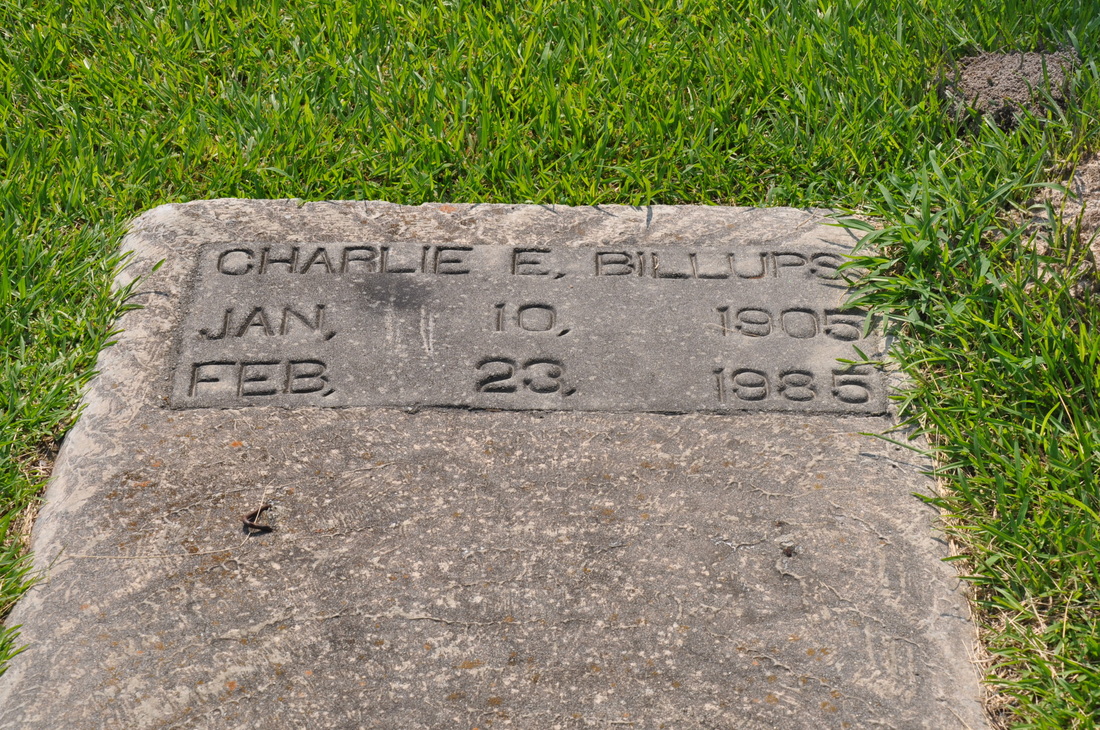 CHARLIE E, BILLUPS
JAN, 10, 1905
FEB, 23, 1985